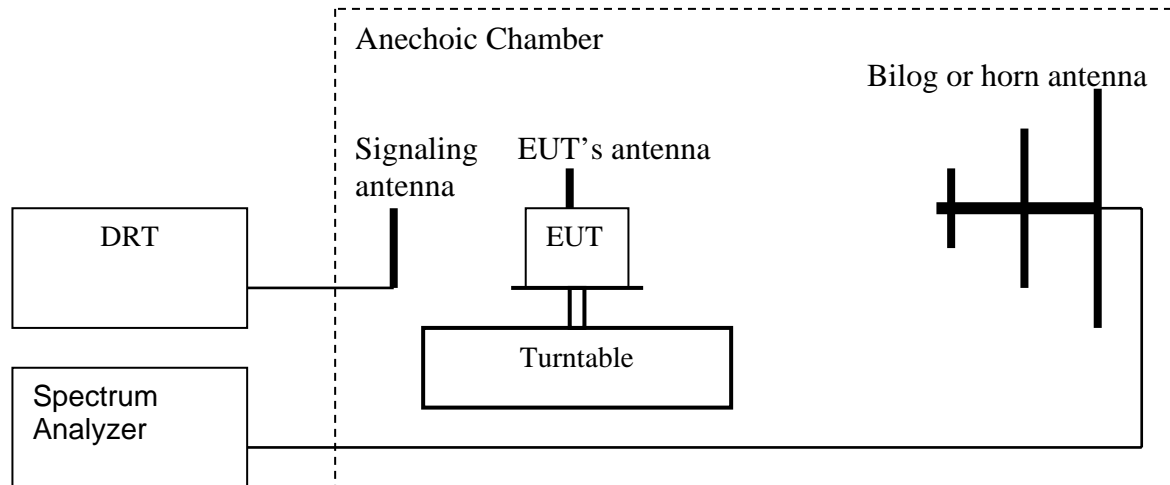 Anechoic Chamber
Bilog or horn antenna
Signaling
antenna
EUT’s antenna
DRT
EUT
Turntable
Spectrum
Analyzer